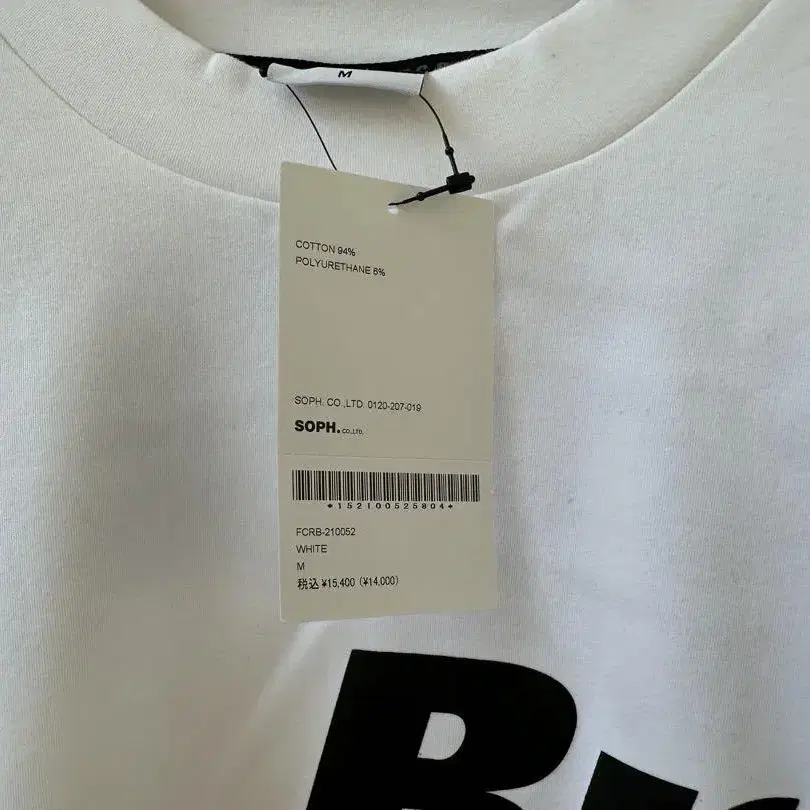 M
COTTON 94%
POLYURETHANE 6%
SOPH. CO.,LTD. 0120-207-019
SOPH. CO.,LTD.
*152100525804*
FCRB-210052
WHITE
M
税込 ¥15,400 (¥14,000)